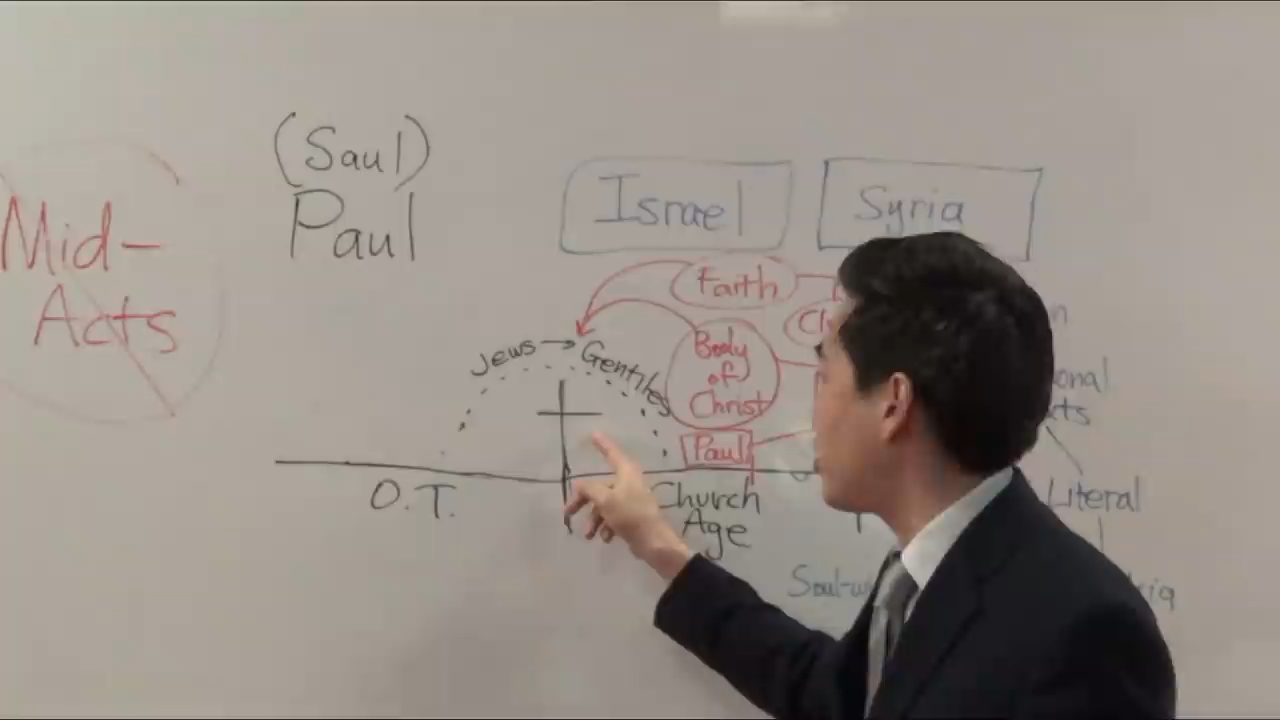 (Saul)
Paul
Mid-
Acts
Israel
Syria
Faith
Jews → Gentiles
Body
of
Christ
Paul
O.T.
Church
Age
Literal